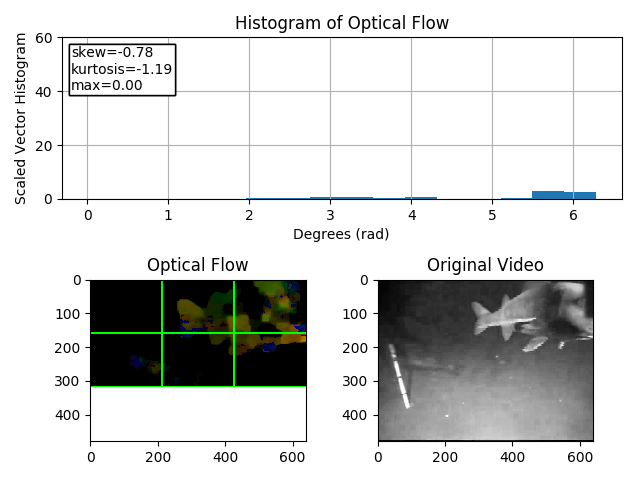 Histogram of Optical Flow
Scaled Vector Histogram
60
40
20
0
skew=-0.78
kurtosis=-1.19
max=0.00
0 1 2 3 4 5 6
Degrees (rad)
Optical Flow
0
100
200
300
400
0 200 400 600
Original Video
0
100
200
300
400
0 200 400 600